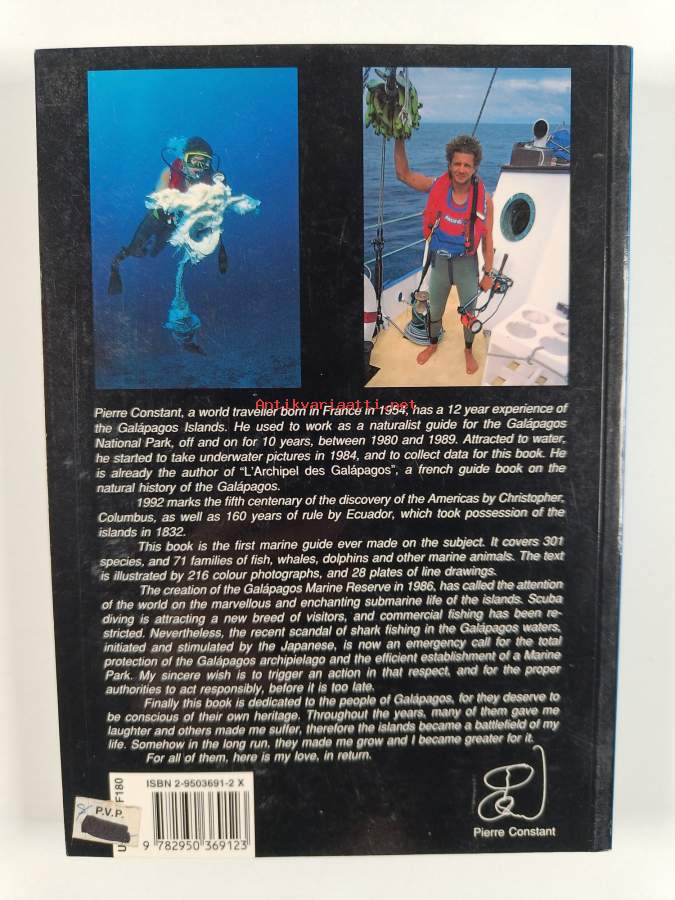 Antikvariaatti.net
Pierre Constant, a world traveller born in France in 1954, has a 12 year experience of
the Galápagos Islands. He used to work as a naturalist guide for the Galápagos
National Park, off and on for 10 years, between 1980 and 1989. Attracted to water,
he started to take underwater pictures in 1984, and to collect data for this book. He
is already the author of "L'Archipel des Galápagos", a french guide book on the
natural history of the Galápagos.
1992 marks the fifth centenary of the discovery of the Americas by Christopher,
Columbus, as well as 160 years of rule by Ecuador, which took possession of the
islands in 1832.
This book is the first marine guide ever made on the subject. It covers 301
species, and 71 families of fish, whales, dolphins and other marine animals. The text
is illustrated by 216 colour photographs, and 28 plates of line drawings.
The creation of the Galápagos Marine Reserve in 1986, has called the attention
of the world on the marvellous and enchanting submarine life of the islands. Scuba
diving is attracting a new breed of visitors, and commercial fishing has been re-
stricted. Nevertheless, the recent scandal of shark fishing in the Galápagos waters,
initiated and stimulated by the Japanese, is now an emergency call for the total
protection of the Galápagos archipielago and the efficient establishment of a Marine
Park. My sincere wish is to trigger an action in that respect, and for the proper
authorities to act responsibly, before it is too late.
Finally this book is dedicated to the people of Galápagos, for they deserve to
be conscious of their own heritage. Throughout the years, many of them gave me
laughter and others made me suffer, therefore the islands became a battlefield of my
life. Somehow in the long run, they made me grow and I became greater for it.
For all of them, here is my love, in return.
ISBN 2-9503691-2 X
F180
P.V.P.
9 782950 369123
Pierre Constant